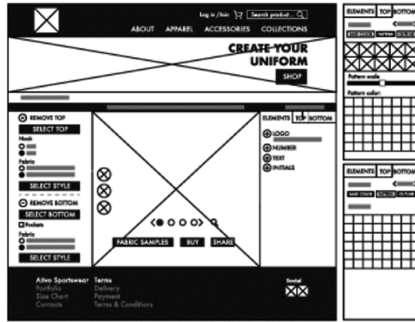 Log in /Join Search product..
ABOUT APPAREL ACCESSORIES COLLECTIONS
CREATE YOUR
UNIFORM
SHOP
REMOVE TOP
SELECT TOP
Neck
Fabric
SELECT STYLE
REMOVE BOTTOM
SELECT BOTTOM
Pockets
Fabric
SELECT STYLE
FABRIC SAMPLES BUY SHARE
ELEMENTS TOP BOTTOM
LOGO
NUMBER
TEXT
INITIALS
Ativo Sportswear
Portfolio
Size Chart
Contacts
Terms
Delivery
Payment
Terms & Conditions
Social
ELEMENTS TOP BOTTOM
PATTERN
Pattern scale
Pattern color:
ELEMENTS TOP BOTTOM